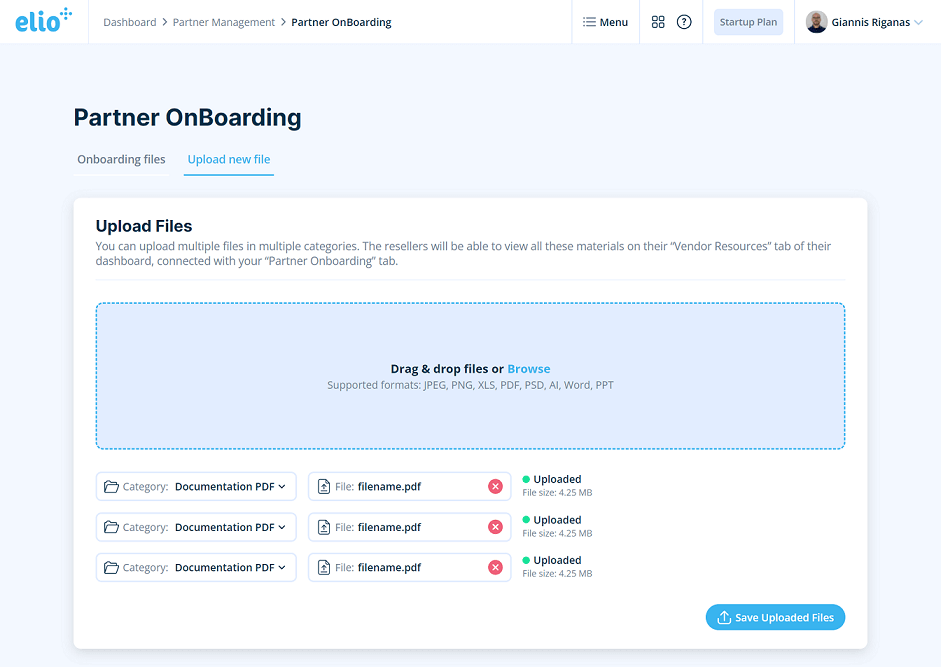 elio
Dashboard > Partner Management > Partner OnBoarding
Menu
?
Startup Plan
Giannis Riganas
Partner OnBoarding
Onboarding files
Upload new file
Upload Files
You can upload multiple files in multiple categories. The resellers will be able to view all these materials on their “Vendor Resources” tab of their
dashboard, connected with your “Partner Onboarding” tab.
Drag & drop files or Browse
Supported formats: JPEG, PNG, XLS, PDF, PSD, AI, Word, PPT
Category: Documentation PDF
File: filename.pdf
Uploaded
File size: 4.25 MB
Category: Documentation PDF
File: filename.pdf
Uploaded
File size: 4.25 MB
Category: Documentation PDF
File: filename.pdf
Uploaded
File size: 4.25 MB
Save Uploaded Files